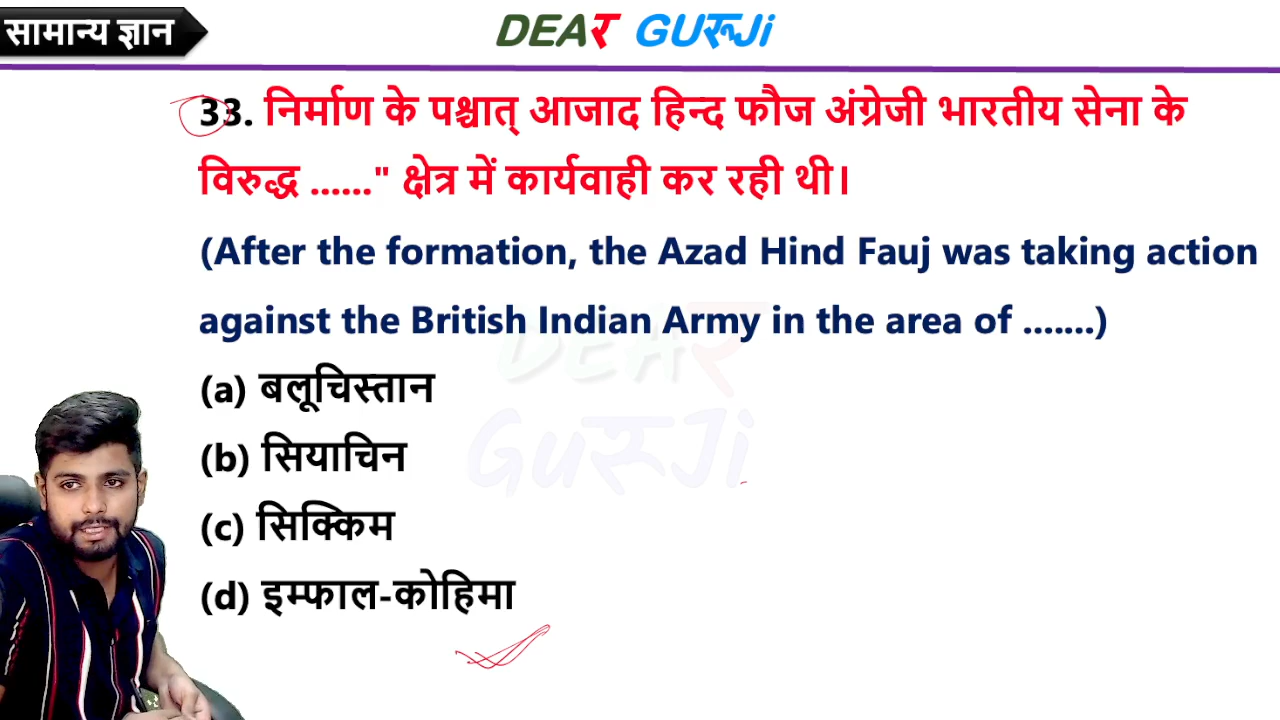 सामान्य ज्ञान
DEAR GURUJi
33. निर्माण के पश्चात् आजाद हिन्द फौज अंग्रेजी भारतीय सेना के
विरुद्ध ......" क्षेत्र में कार्यवाही कर रही थी।
(After the formation, the Azad Hind Fauj was taking action
against the British Indian Army in the area of .......)
(a) बलूचिस्तान
(b) सियाचिन
(c) सिक्किम
(d) इम्फाल-कोहिमा